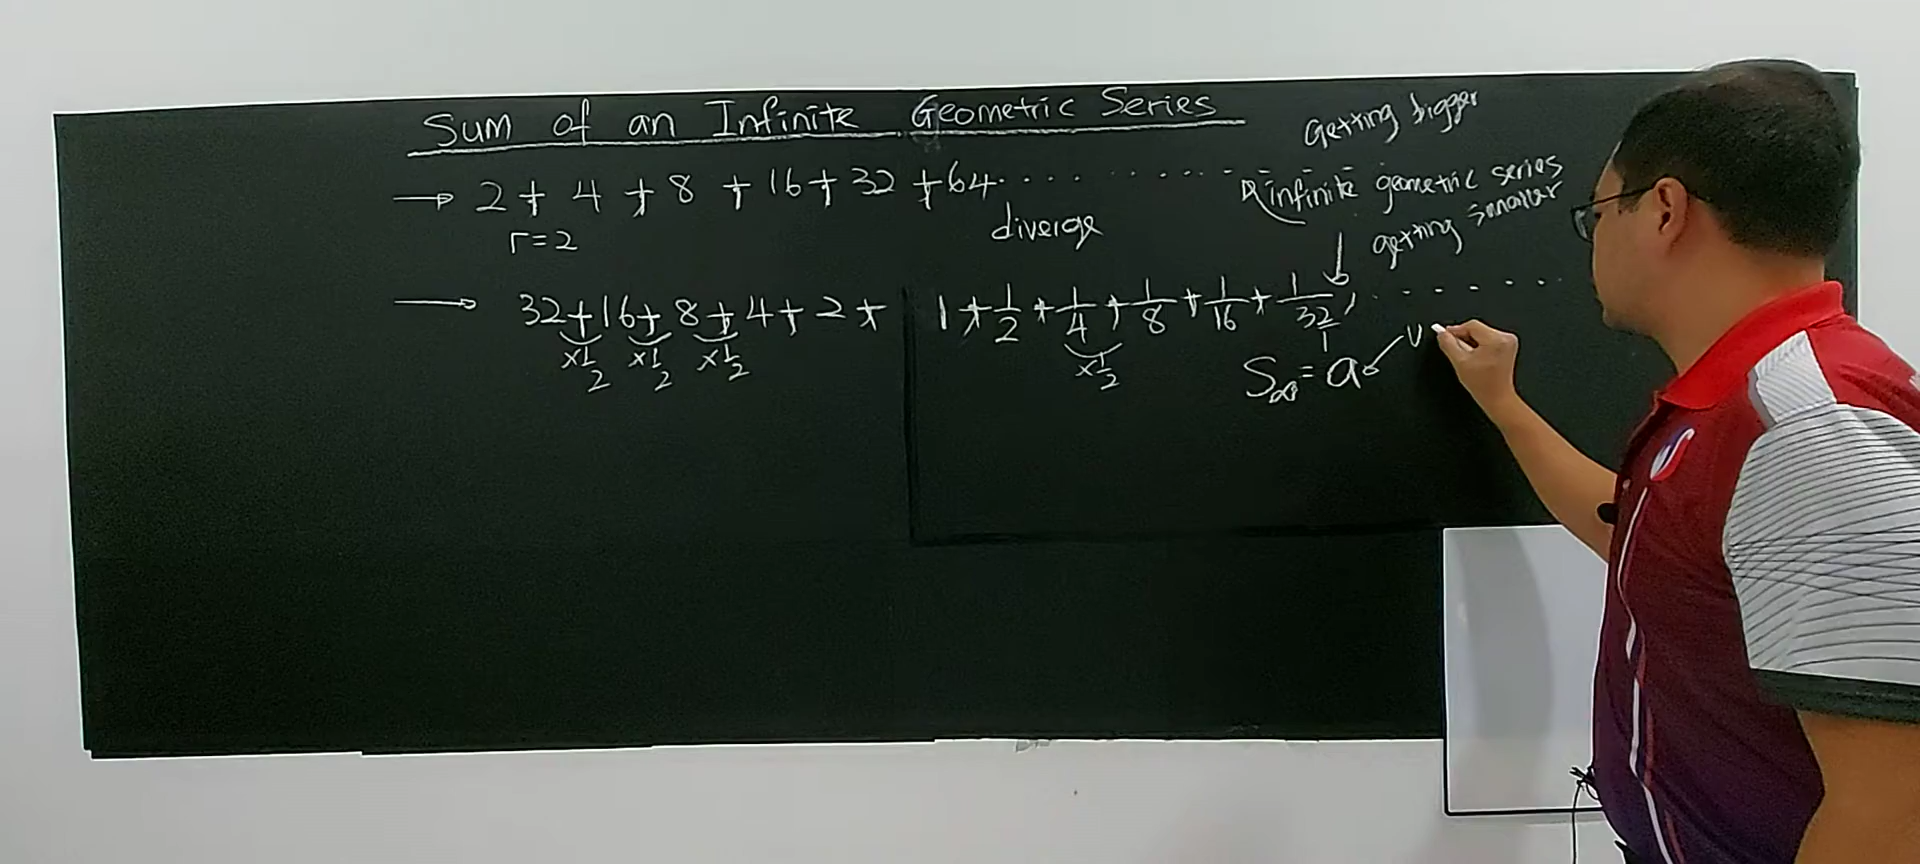 Sum of an Infinite Geometric Series
Getting bigger
→ 2 + 4 + 8 + 16 + 32 + 64 . . . . . . . . . . . .
infinite geometric series
r = 2
diverge
getting smaller
→ 32 + 16 + 8 + 4 + 2 + 1 + 1/2 + 1/4 + 1/8 + 1/16 + 1/32, . . . . . . .
×1/2 ×1/2 ×1/2 ×1/2
S∞ = a